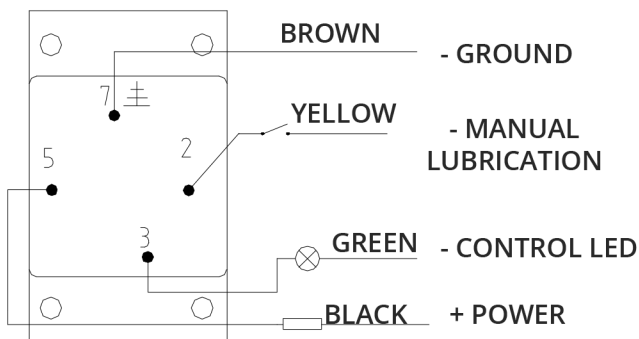 BROWN - GROUND
7
YELLOW - MANUAL
LUBRICATION
5 2
3 GREEN - CONTROL LED
BLACK + POWER